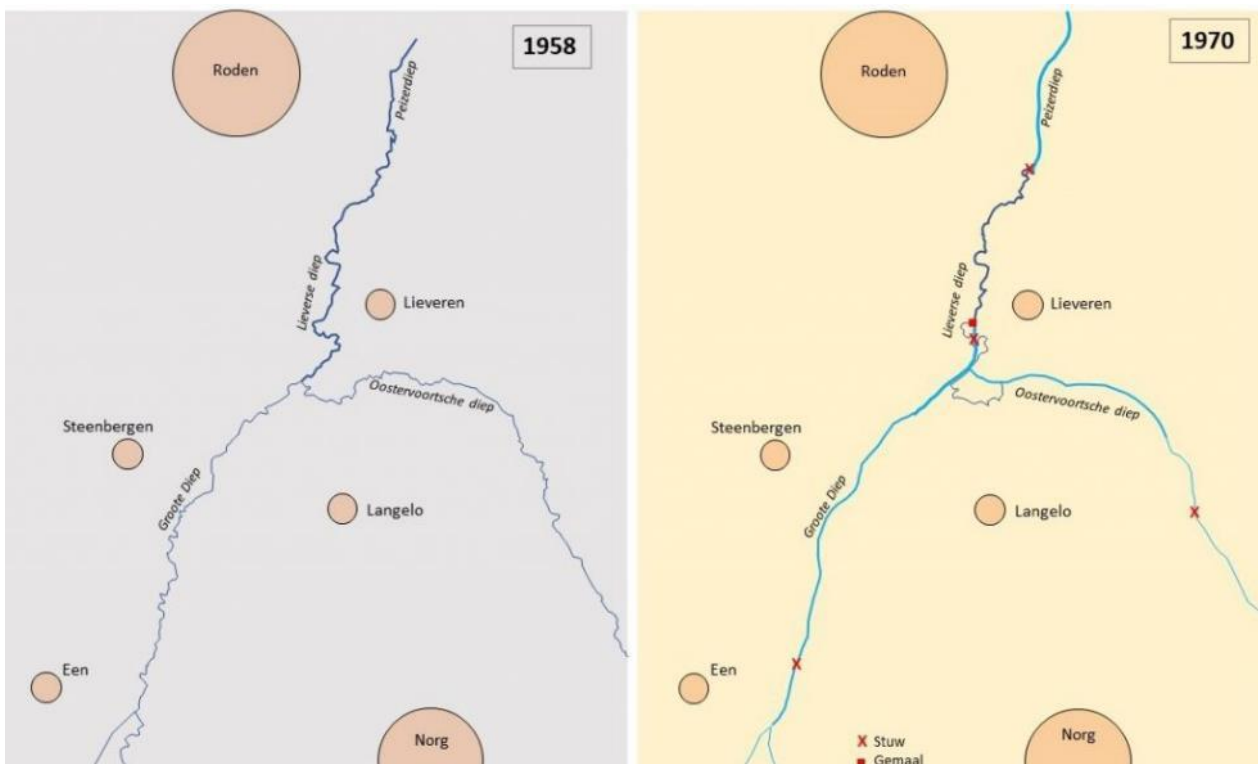 1958
Roden
Peizerdiep
Lieverse diep
Lieveren
Oostervoortsche diep
Steenbergen
Groote Diep
Langelo
Een
Norg
1970
Roden
Peizerdiep
Lieverse diep
Lieveren
Oostervoortsche diep
Steenbergen
Groote Diep
Langelo
Een
Norg
X Stuw
Gemaal